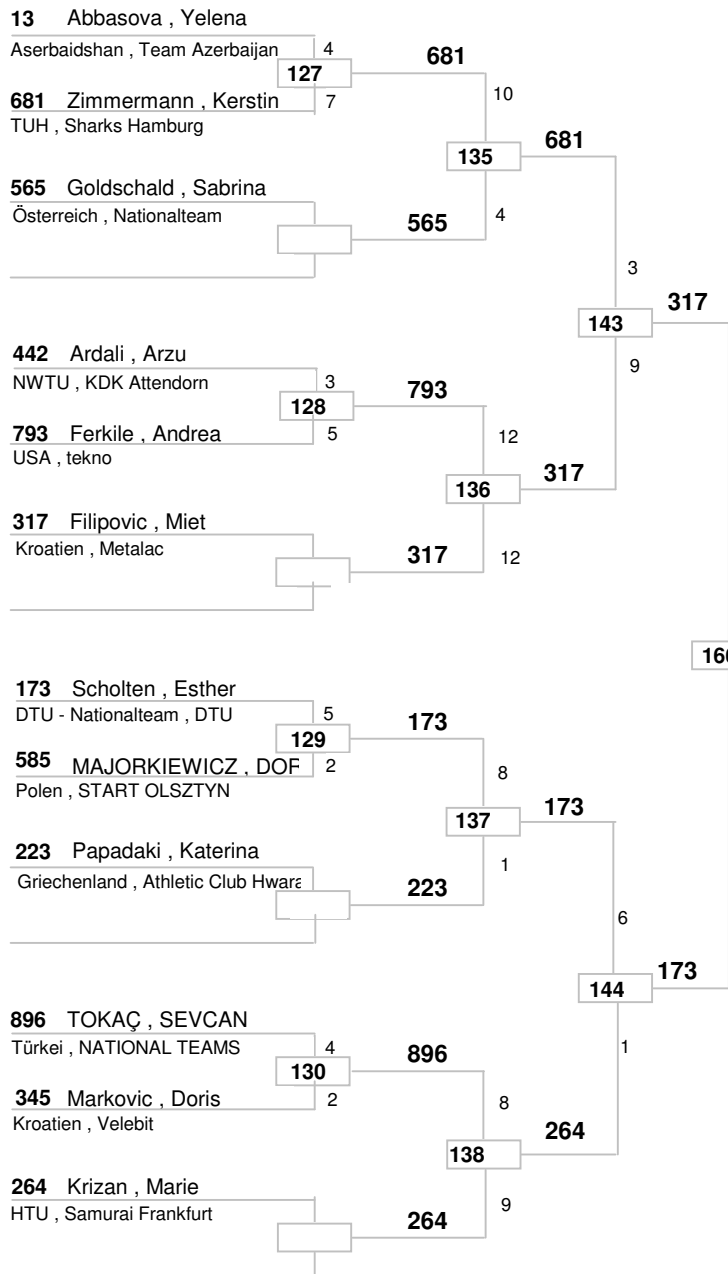 13 Abbasova , Yelena
Aserbaidshan , Team Azerbaijan
4
681
127
681 Zimmermann , Kerstin
7
10
TUH , Sharks Hamburg
681
135
565 Goldschald , Sabrina
Österreich , Nationalteam
565
4
3
317
143
442 Ardali , Arzu
9
NWTU , KDK Attendorn
3
793
128
793 Ferkile , Andrea
5
12
USA , tekno
317
136
317 Filipovic , Miet
Kroatien , Metalac
317
12
173 Scholten , Esther
DTU - Nationalteam , DTU
5
173
129
585 MAJORKIEWICZ , DOR
2
8
Polen , START OLSZTYN
173
137
223 Papadaki , Katerina
1
Griechenland , Athletic Club Hwara
223
6
173
144
896 TOKAÇ , SEVCAN
Türkei , NATIONAL TEAMS
4
896
1
130
345 Markovic , Doris
2
8
Kroatien , Velebit
264
138
264 Krizan , Marie
9
HTU , Samurai Frankfurt
264